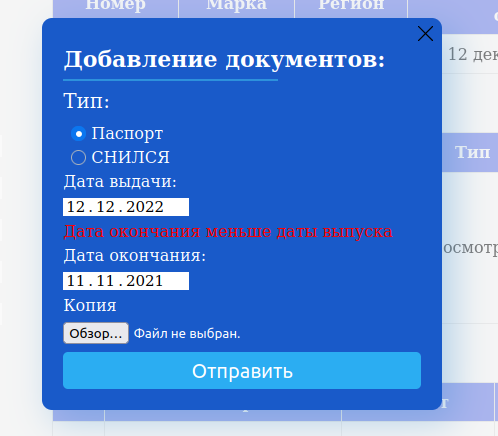 Номер Марка Регион
Добавление документов:
12 дек
Тип:
Паспорт
СНИЛСЯ
Тип
Дата выдачи:
12.12.2022
Дата окончания меньше даты выпуска
осмотр
Дата окончания:
11.11.2021
Копия
Обзор... Файл не выбран.
Отправить